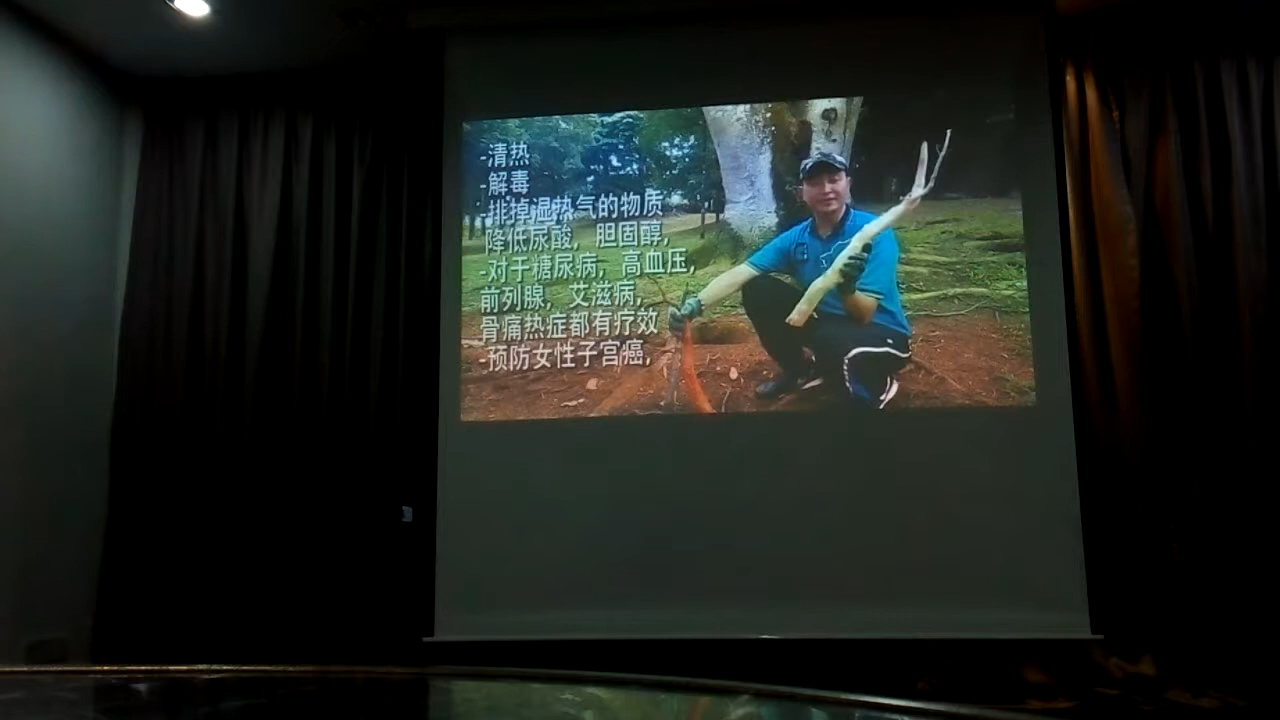 -清热
-解毒
-排掉湿热气的物质
降低尿酸，胆固醇，
-对于糖尿病，高血压，
前列腺，艾滋病，
骨痛热症都有疗效
-预防女性子宫癌，